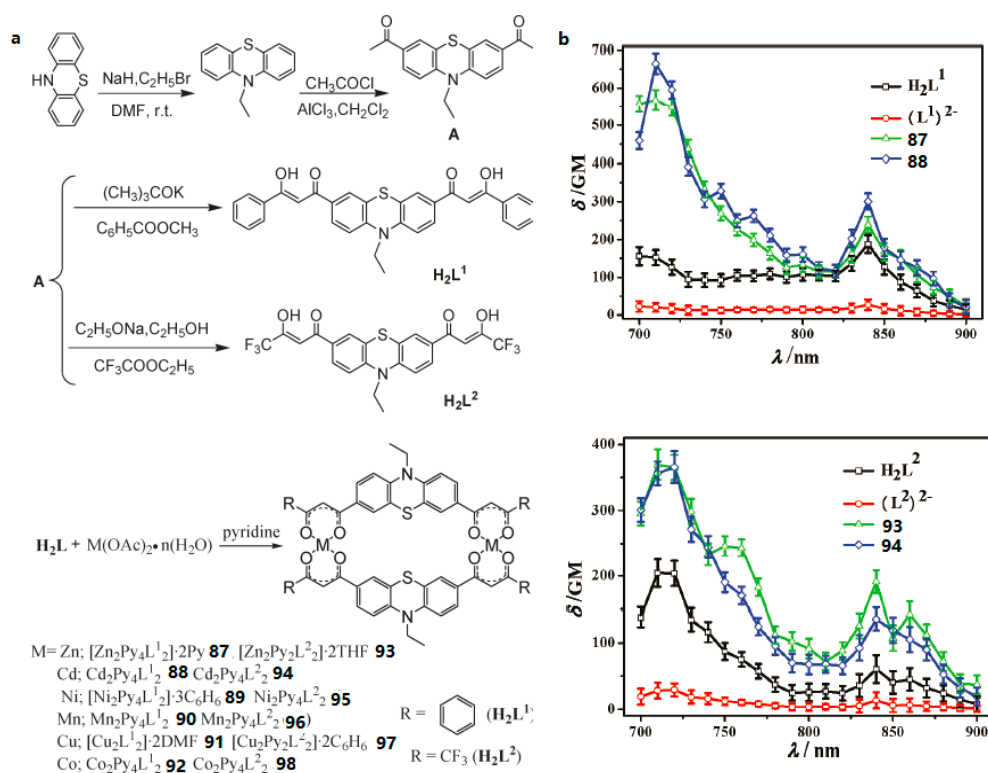 a
O
O
S
HN
S
N
NaH,C₂H₅Br
DMF, r.t.
S
N
CH₃COCl
AlCl₃,CH₂Cl₂
A
A
(CH₃)₃COK
C₆H₅COOCH₃
OH O S O OH
N
H₂L¹
C₂H₅ONa,C₂H₅OH
CF₃COOC₂H₅
OH O S O OH
F₃C N CF₃
H₂L²
H₂L + M(OAc)₂•n(H₂O)
pyridine
N
R S R
O O O O
M M
O O O O
R S R
N
M= Zn; [Zn₂Py₄L¹₂]·2Py 87 [Zn₂Py₂L²₂]·2THF 93
Cd; Cd₂Py₄L¹₂ 88 Cd₂Py₄L²₂ 94
Ni; [Ni₂Py₄L¹₂]·3C₆H₆ 89 Ni₂Py₄L²₂ 95
Mn; Mn₂Py₄L¹₂ 90 Mn₂Py₄L²₂ 96)
Cu; [Cu₂L¹₂]·2DMF 91 [Cu₂Py₂L²₂]·2C₆H₆ 97
Co; Co₂Py₄L¹₂ 92 Co₂Py₄L²₂ 98
R = (H₂L¹)
R = CF₃ (H₂L²)
b
700
600
500
400
300
200
100
0
δ/GM
H₂L¹
(L¹)²⁻
87
88
700 750 800 850 900
λ/nm
400
300
200
100
0
δ/GM
H₂L²
(L²)²⁻
93
94
700 750 800 850 900
λ/nm